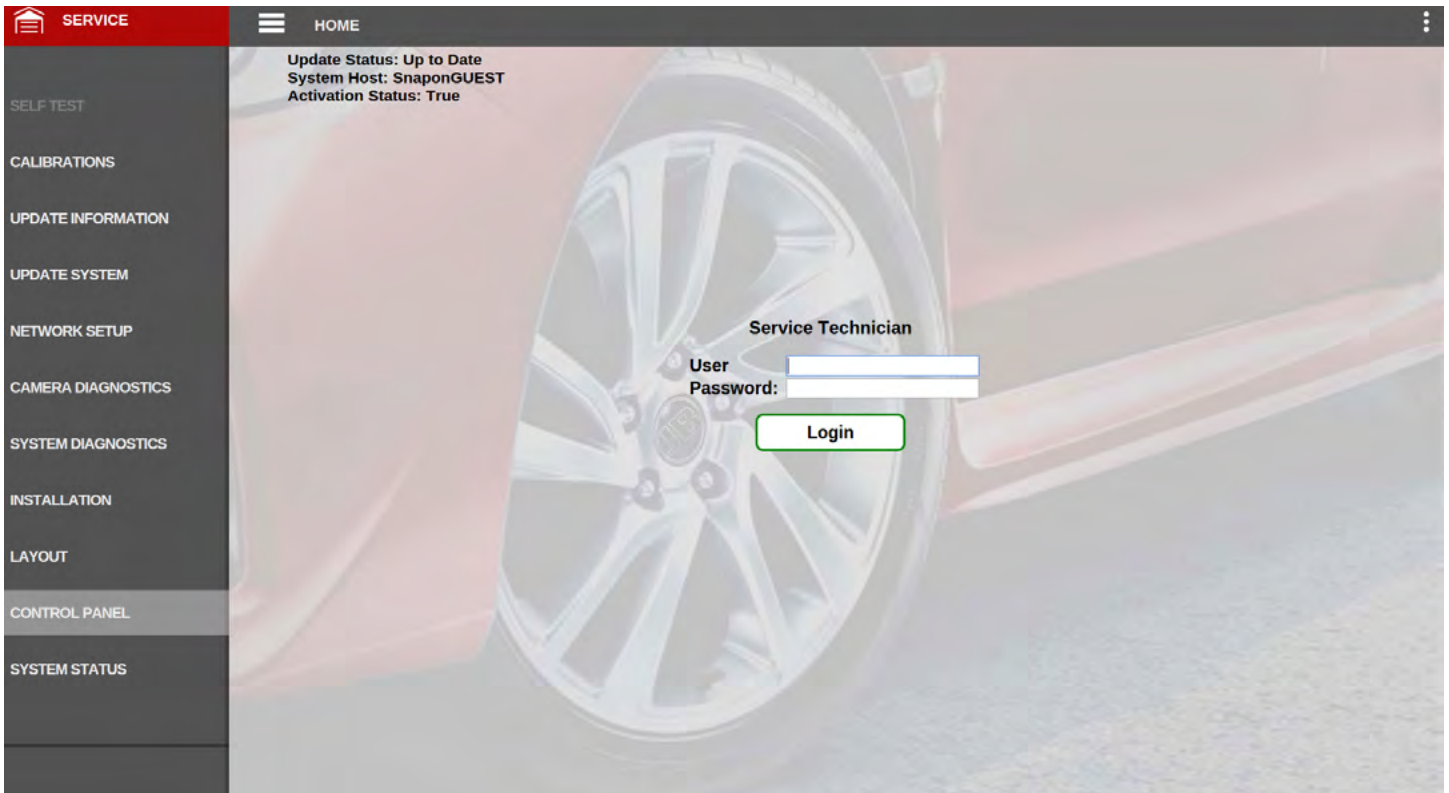 SERVICE
HOME
Update Status: Up to Date
System Host: SnaponGUEST
Activation Status: True
SELF TEST
CALIBRATIONS
UPDATE INFORMATION
UPDATE SYSTEM
NETWORK SETUP
CAMERA DIAGNOSTICS
SYSTEM DIAGNOSTICS
INSTALLATION
LAYOUT
CONTROL PANEL
SYSTEM STATUS
Service Technician
User
Password:
Login